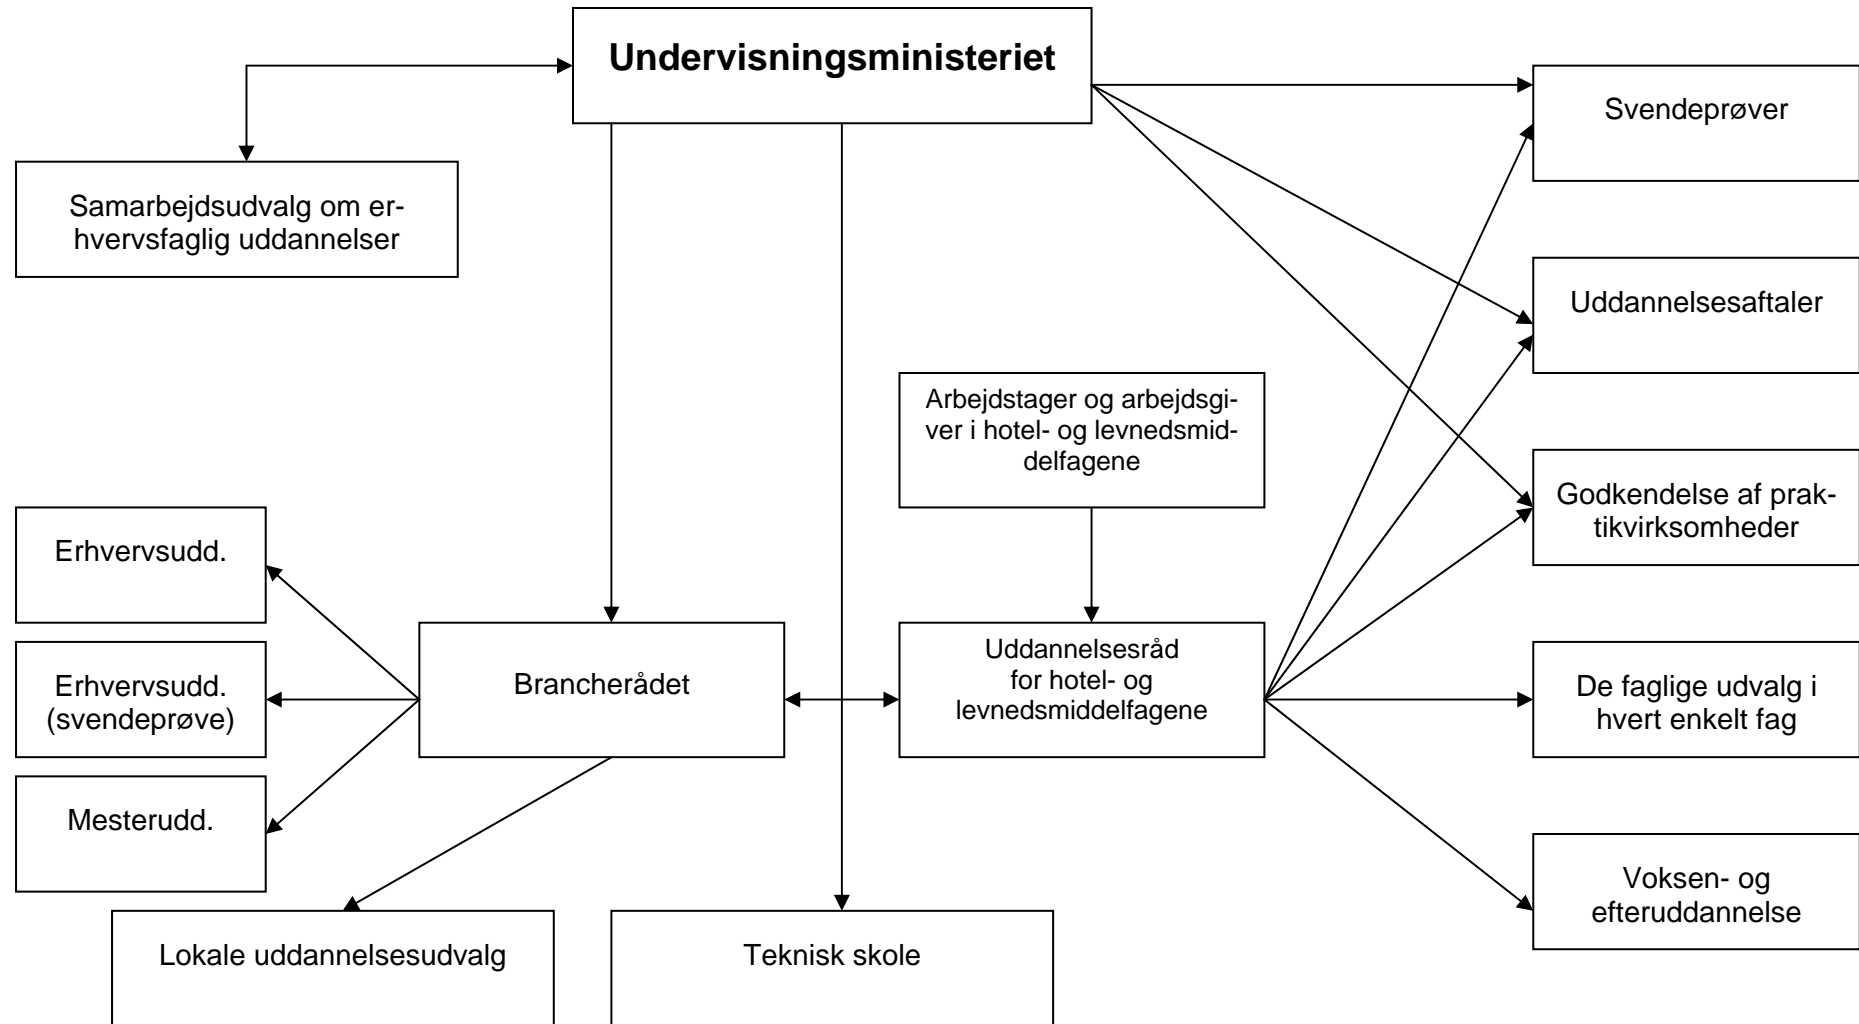 Undervisningsministeriet
Svendeprøver
Samarbejdsudvalg om er-
hvervsfaglig uddannelser
Uddannelsesaftaler
Arbejdstager og arbejdsgi-
ver i hotel- og levnedsmid-
delfagene
Godkendelse af prak-
tikvirksomheder
Erhvervsudd.
Erhvervsudd.
(svendeprøve)
Brancherådet
Uddannelsesråd
for hotel- og
levnedsmiddelfagene
De faglige udvalg i
hvert enkelt fag
Mesterudd.
Voksen- og
efteruddannelse
Lokale uddannelsesudvalg
Teknisk skole